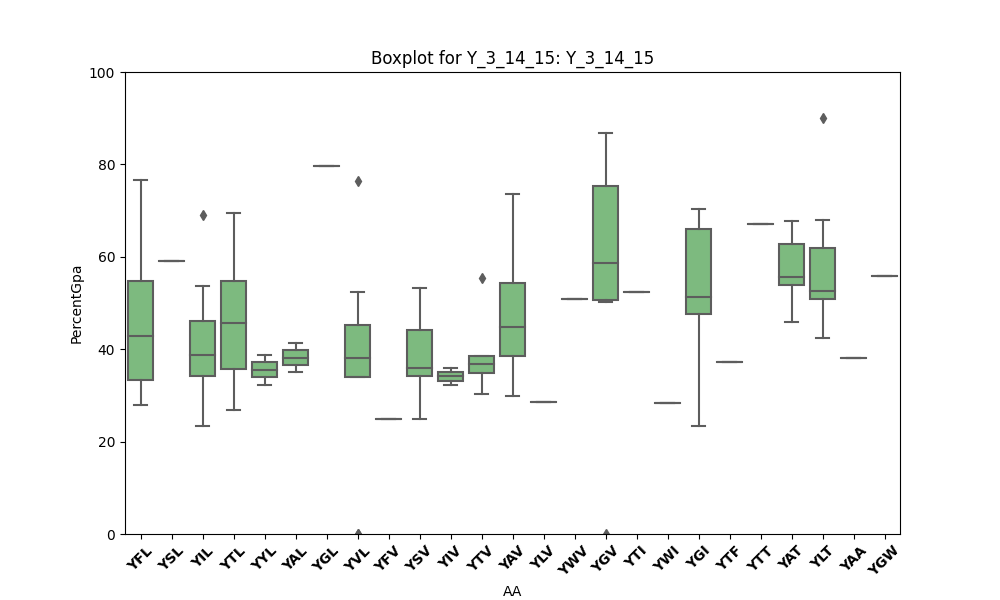 Boxplot for Y_3_14_15: Y_3_14_15
100
80
60
40
20
0
PercentGpa
YFL YSL YIL YTL YYL YAL YGL YVL YFV YSV YIV YTV YAV YLV YWV YGV YTI YWI YGI YTF YTT YAT YLT YAA YGW
AA